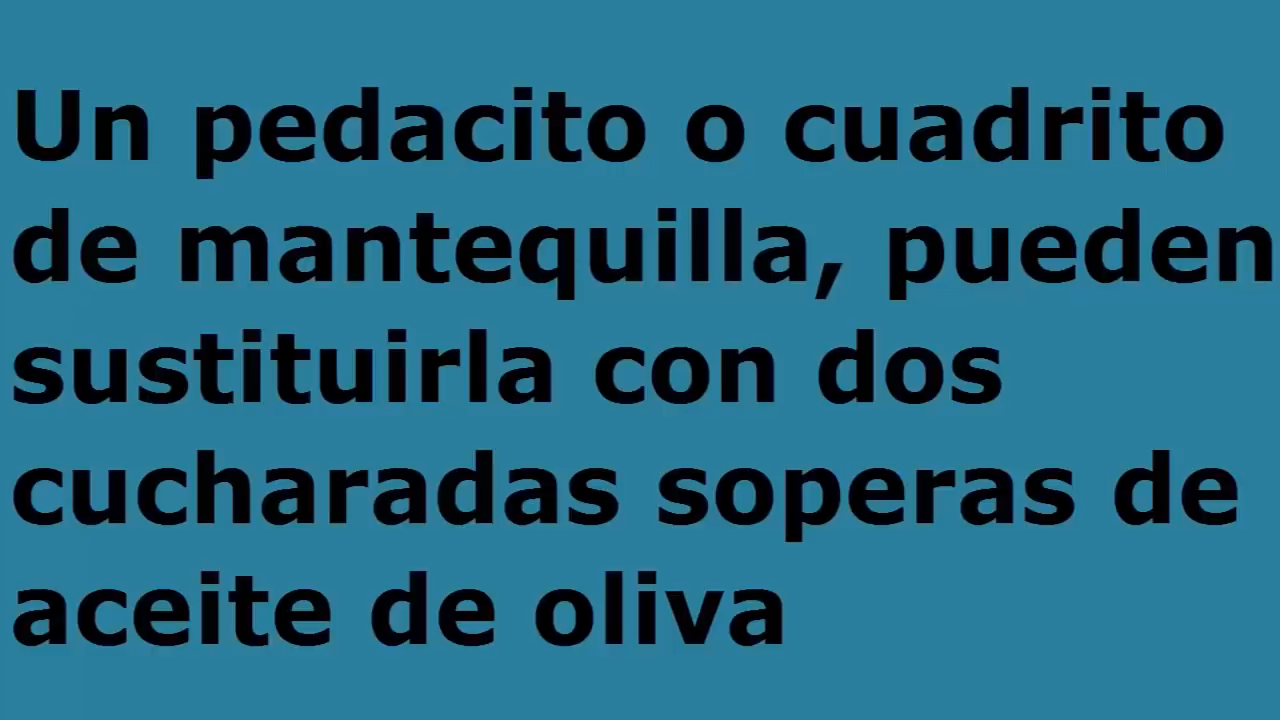 Un pedacito o cuadrito
de mantequilla, pueden
sustituirla con dos
cucharadas soperas de
aceite de oliva